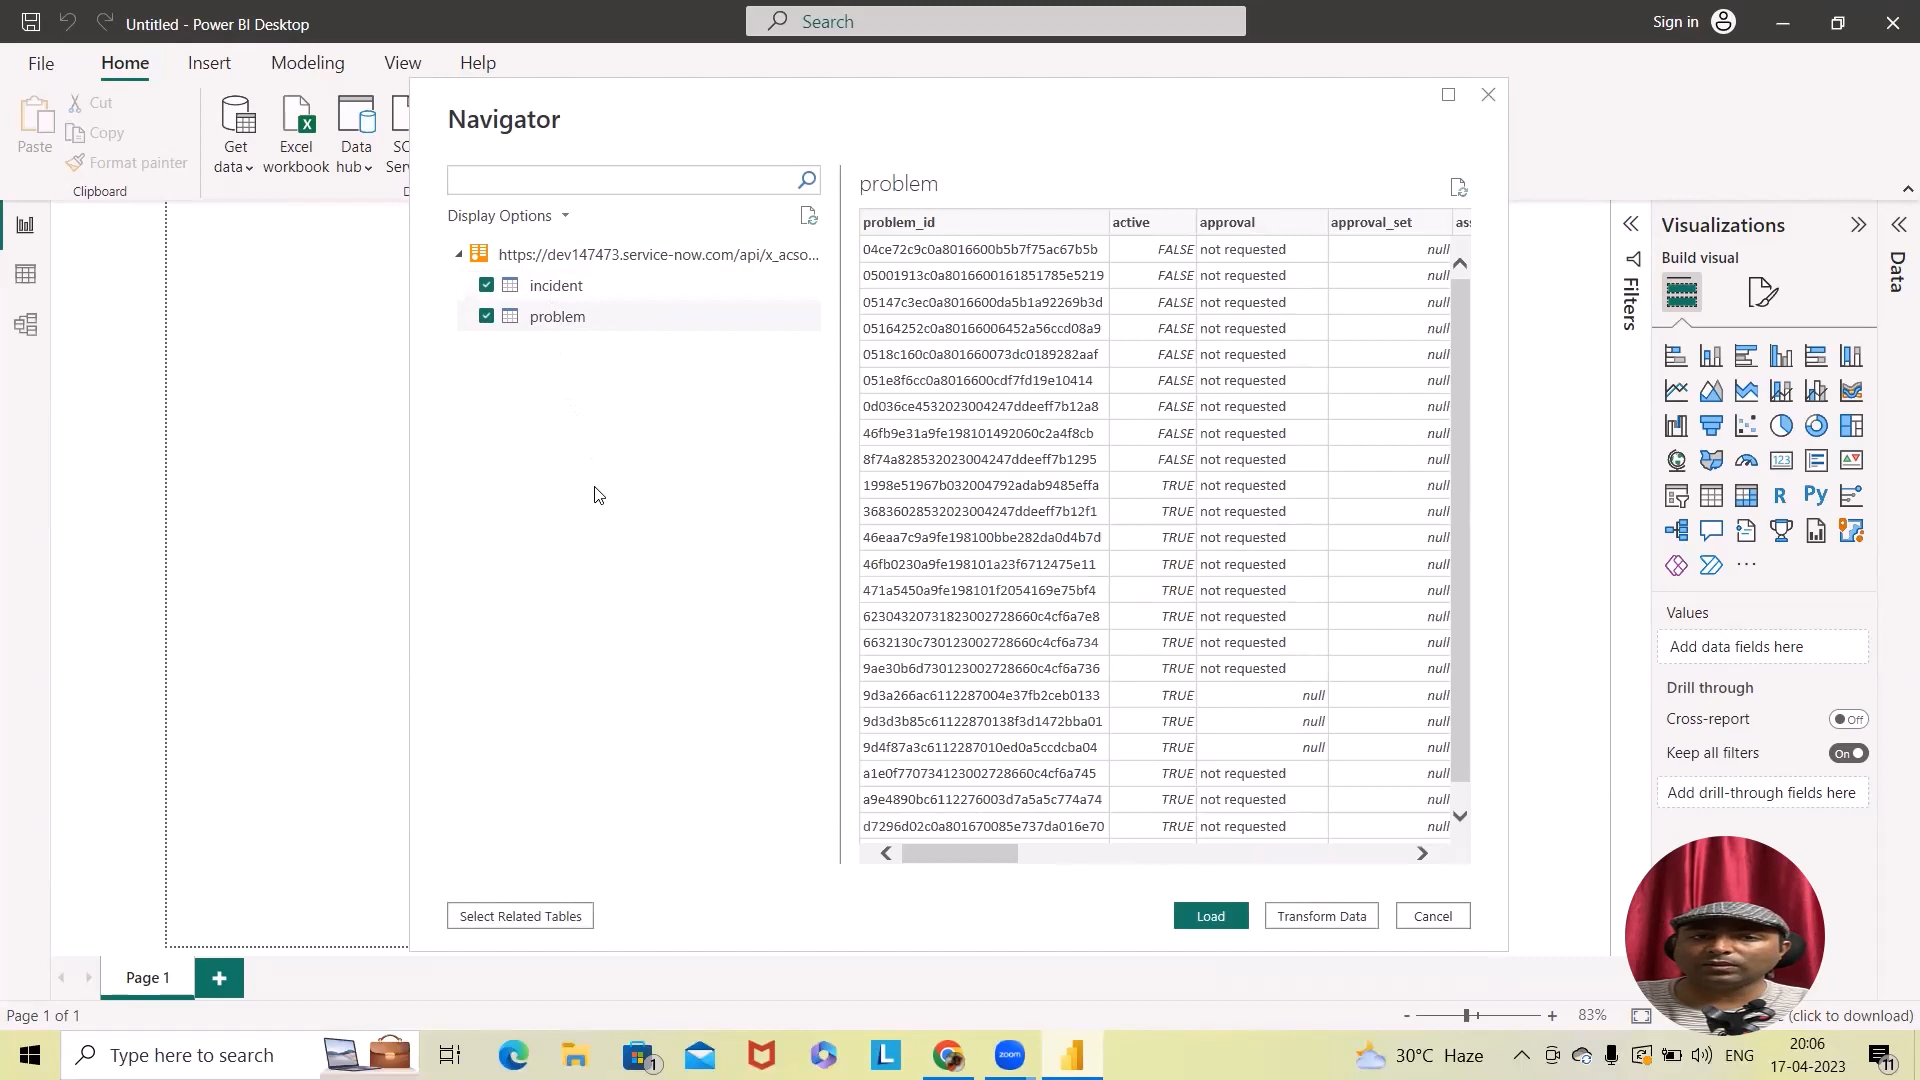 Untitled - Power BI Desktop
Search
Sign in
File
Home
Insert
Modeling
View
Help
Paste
Cut
Copy
Format painter
Clipboard
Get data
Excel workbook
Data hub
Navigator
Display Options
https://dev147473.service-now.com/api/x_acso...
incident
problem
problem
problem_id active approval approval_set ass
04ce72c9c0a8016600b5b7f75ac67b5b FALSE not requested null
05001913c0a8016600161851785e5219 FALSE not requested null
05147c3ec0a8016600da5b1a92269b3d FALSE not requested null
05164252c0a80166006452a56ccd08a9 FALSE not requested null
0518c160c0a801660073dc0189282aaf FALSE not requested null
051e8f6cc0a8016600cdf7fd19e10414 FALSE not requested null
0d036ce4532023004247ddeeff7b12a8 FALSE not requested null
46fb9e31a9fe198101492060c2a4f8cb FALSE not requested null
8f74a828532023004247ddeeff7b1295 FALSE not requested null
1998e51967b032004792adab9485effa TRUE not requested null
36836028532023004247ddeeff7b12f1 TRUE not requested null
46eaa7c9a9fe198100bbe282da0d4b7d TRUE not requested null
46fb0230a9fe198101a23f6712475e11 TRUE not requested null
471a5450a9fe198101f2054169e75bf4 TRUE not requested null
62304320731823002728660c4cf6a7e8 TRUE not requested null
6632130c730123002728660c4cf6a734 TRUE not requested null
9ae30b6d730123002728660c4cf6a736 TRUE not requested null
9d3a266ac6112287004e37fb2ceb0133 TRUE null null
9d3d3b85c61122870138f3d1472bba01 TRUE null null
9d4f87a3c6112287010ed0a5ccdcba04 TRUE null null
a1e0f770734123002728660c4cf6a745 TRUE not requested null
a9e4890bc6112276003d7a5a5c774a74 TRUE not requested null
d7296d02c0a801670085e737da016e70 TRUE not requested null
Select Related Tables
Load
Transform Data
Cancel
Filters
Visualizations
Build visual
123
R
Py
...
Values
Add data fields here
Drill through
Cross-report
Off
Keep all filters
On
Add drill-through fields here
Data
Page 1
Page 1 of 1
83%
(click to download)
Type here to search
1
L
zoom
30°C Haze
ENG
20:06
17-04-2023
11